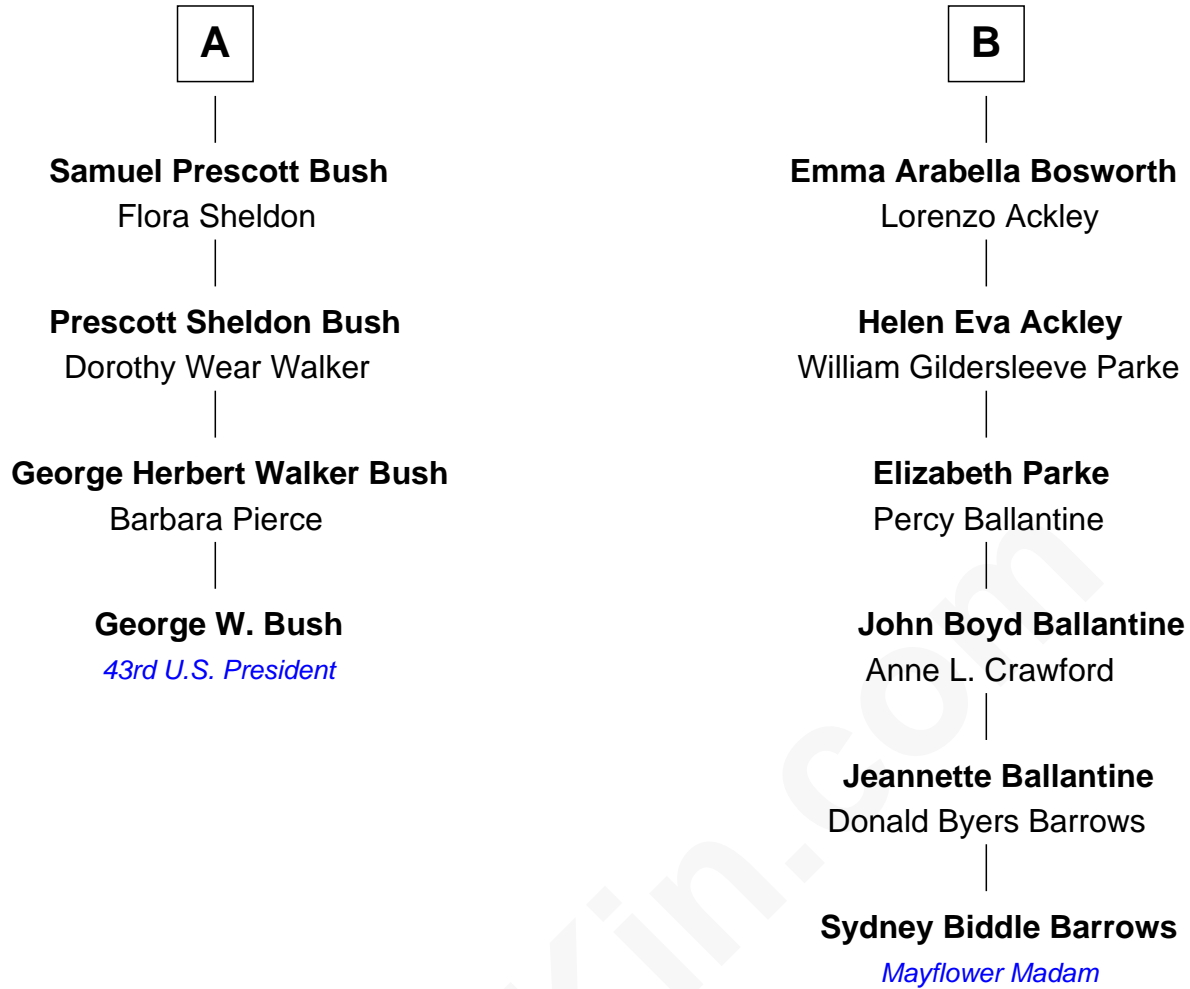 A
Samuel Prescott Bush
Flora Sheldon
Prescott Sheldon Bush
Dorothy Wear Walker
George Herbert Walker Bush
Barbara Pierce
George W. Bush
43rd U.S. President
B
Emma Arabella Bosworth
Lorenzo Ackley
Helen Eva Ackley
William Gildersleeve Parke
Elizabeth Parke
Percy Ballantine
John Boyd Ballantine
Anne L. Crawford
Jeannette Ballantine
Donald Byers Barrows
Sydney Biddle Barrows
Mayflower Madam